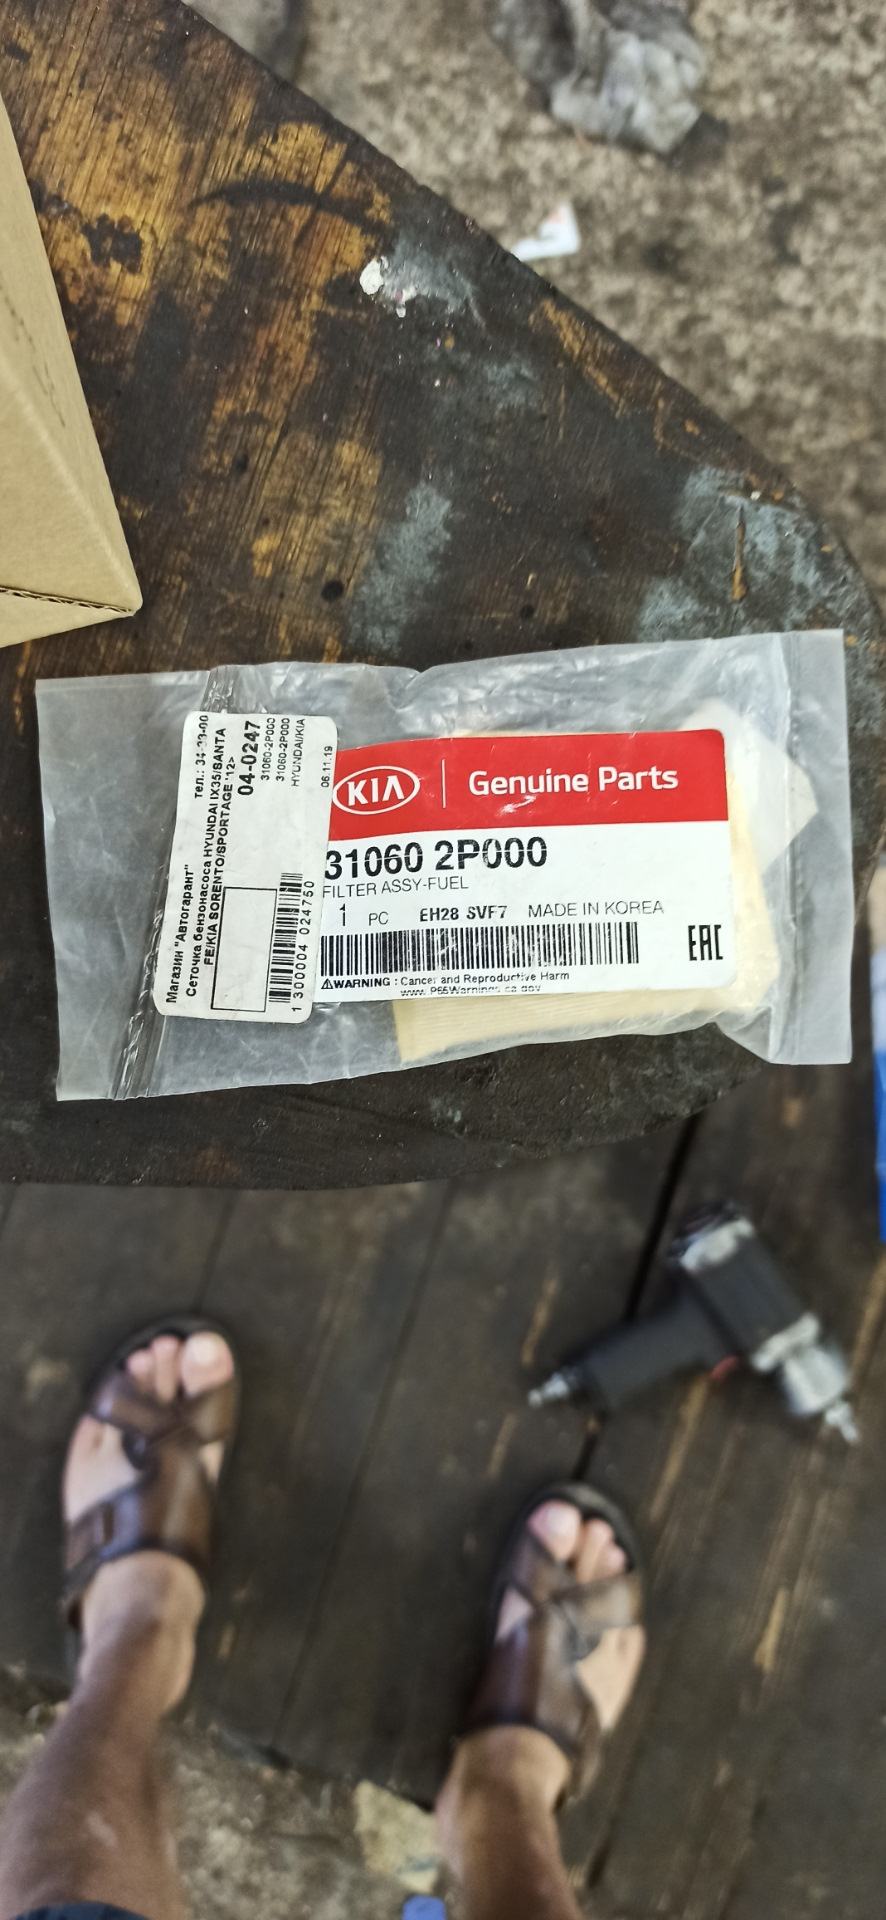 Магазин "Автогарант"
тел.: 34-33-00
Сеточка бензонасоса HYUNDAI IX35/SANTA
FE/KIA SORENTO/SPORTAGE '12>
04-0247
31060-2P000
31060-2P000
HYUNDAI/KIA
06.11.19
1 300004 024750
KIA
Genuine Parts
31060 2P000
FILTER ASSY-FUEL
1 PC EH28 SVF7 MADE IN KOREA
EAC
WARNING : Cancer and Reproductive Harm
www.P65Warnings.ca.gov